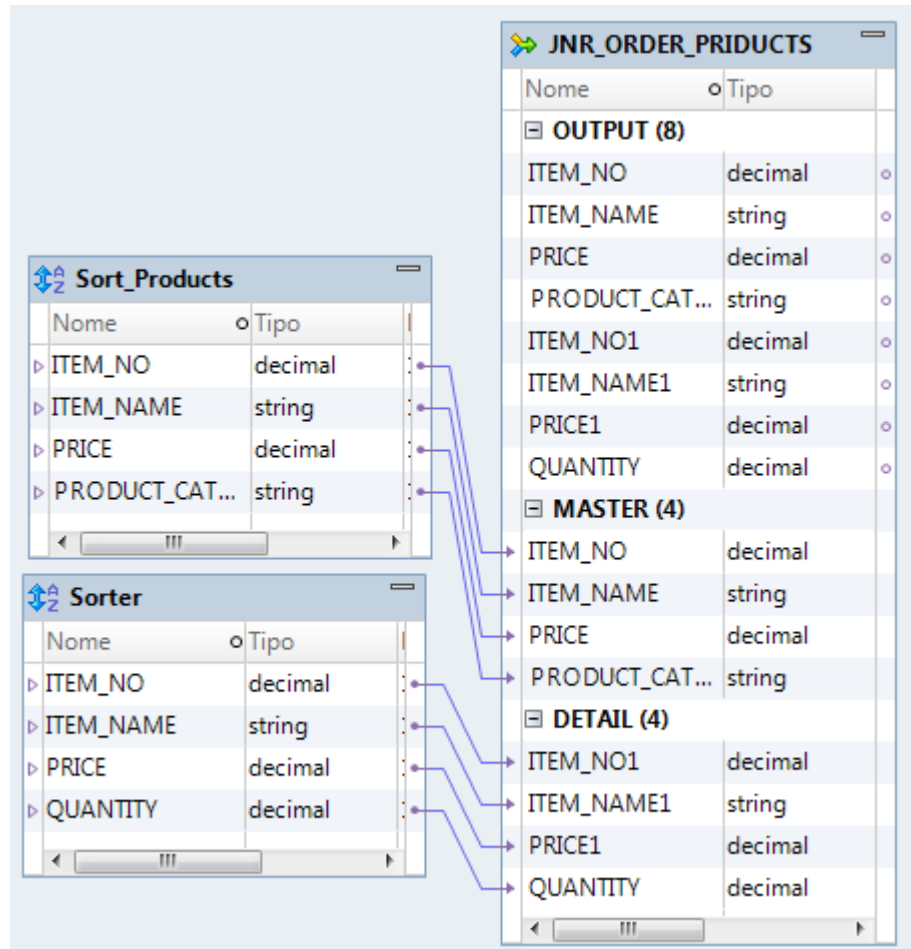 JNR_ORDER_PRIDUCTS
Nome Tipo
OUTPUT (8)
ITEM_NO decimal
ITEM_NAME string
PRICE decimal
PRODUCT_CAT... string
ITEM_NO1 decimal
ITEM_NAME1 string
PRICE1 decimal
QUANTITY decimal
MASTER (4)
ITEM_NO decimal
ITEM_NAME string
PRICE decimal
PRODUCT_CAT... string
DETAIL (4)
ITEM_NO1 decimal
ITEM_NAME1 string
PRICE1 decimal
QUANTITY decimal
Sort_Products
Nome Tipo
ITEM_NO decimal
ITEM_NAME string
PRICE decimal
PRODUCT_CAT... string
Sorter
Nome Tipo
ITEM_NO decimal
ITEM_NAME string
PRICE decimal
QUANTITY decimal